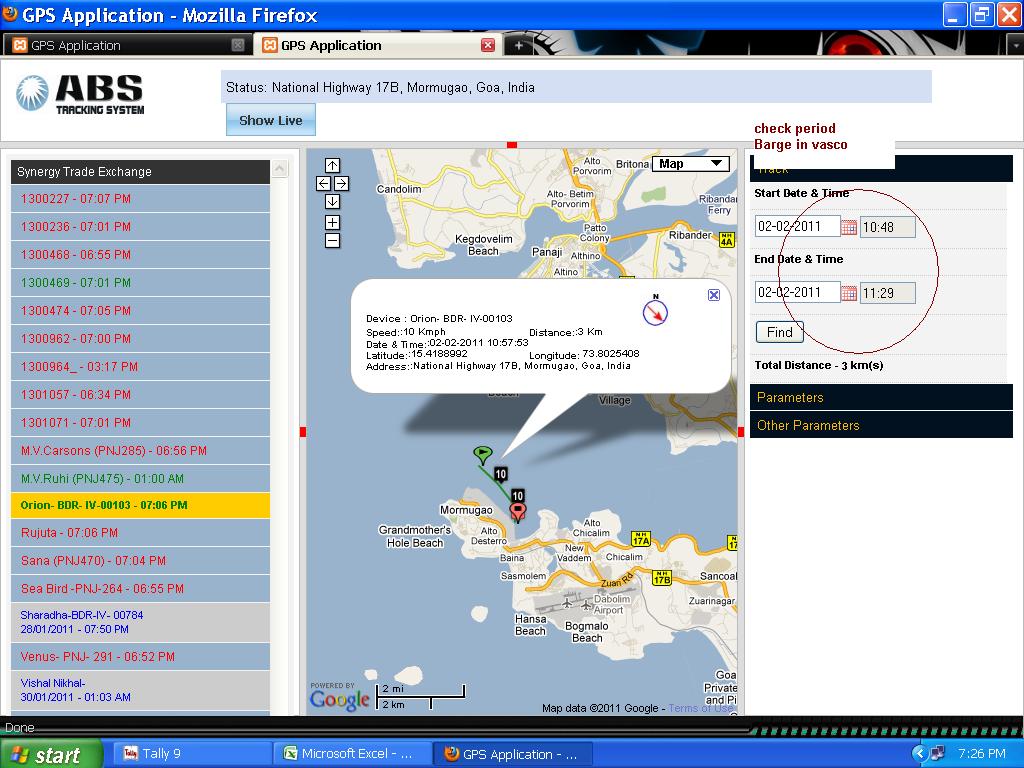 GPS Application - Mozilla Firefox
GPS Application
GPS Application
ABS
TRACKING SYSTEM
Status: National Highway 17B, Mormugao, Goa, India
Show Live
check period
Barge in vasco
Synergy Trade Exchange
1300227 - 07:07 PM
1300236 - 07:01 PM
1300468 - 06:55 PM
1300469 - 07:01 PM
1300474 - 07:05 PM
1300962 - 07:00 PM
1300964_ - 03:17 PM
1301057 - 06:34 PM
1301071 - 07:01 PM
M.V.Carsons (PNJ285) - 06:56 PM
M.V.Ruhi (PNJ475) - 01:00 AM
Orion- BDR- IV-00103 - 07:06 PM
Rujuta - 07:06 PM
Sana (PNJ470) - 07:04 PM
Sea Bird -PNJ-264 - 06:55 PM
Sharadha-BDR-IV- 00784
28/01/2011 - 07:50 PM
Venus- PNJ- 291 - 06:52 PM
Vishal Nikhal-
30/01/2011 - 01:03 AM
Map
Candolim
Alto
Porvorim
Britona
Alto- Betim
Porvorim
Ribandar
Ferry
Kegdovelim
Beach
Patto
Colony
Ribander
NH
4A
Panaji
Althino
Altino
N
Device : Orion- BDR- IV-00103
Speed::10 Kmph Distance::3 Km
Date & Time::02-02-2011 10:57:53
Latitude::15.4188992 Longitude: 73.8025408
Address::National Highway 17B, Mormugao, Goa, India
Beach
Village
10
10
Mormugao
Grandmother's
Hole Beach
Alto
Desterro
Alto
Chicalim
NH
17A
17
Baina
New
Vaddem
Chicalim
Sasmolem
Zuari Rd
NH
17B
Sancoal
Dabolim
Airport
Zuarinagar
Hansa
Beach
Bogmalo
Beach
Goa
Private
and Pi
POWERED BY
Google
2 mi
2 km
Map data ©2011 Google - Terms of Use
Track
Start Date & Time
02-02-2011 10:48
End Date & Time
02-02-2011 11:29
Find
Total Distance - 3 km(s)
Parameters
Other Parameters
Done
start
Tally 9
Microsoft Excel - ...
GPS Application - ...
7:26 PM